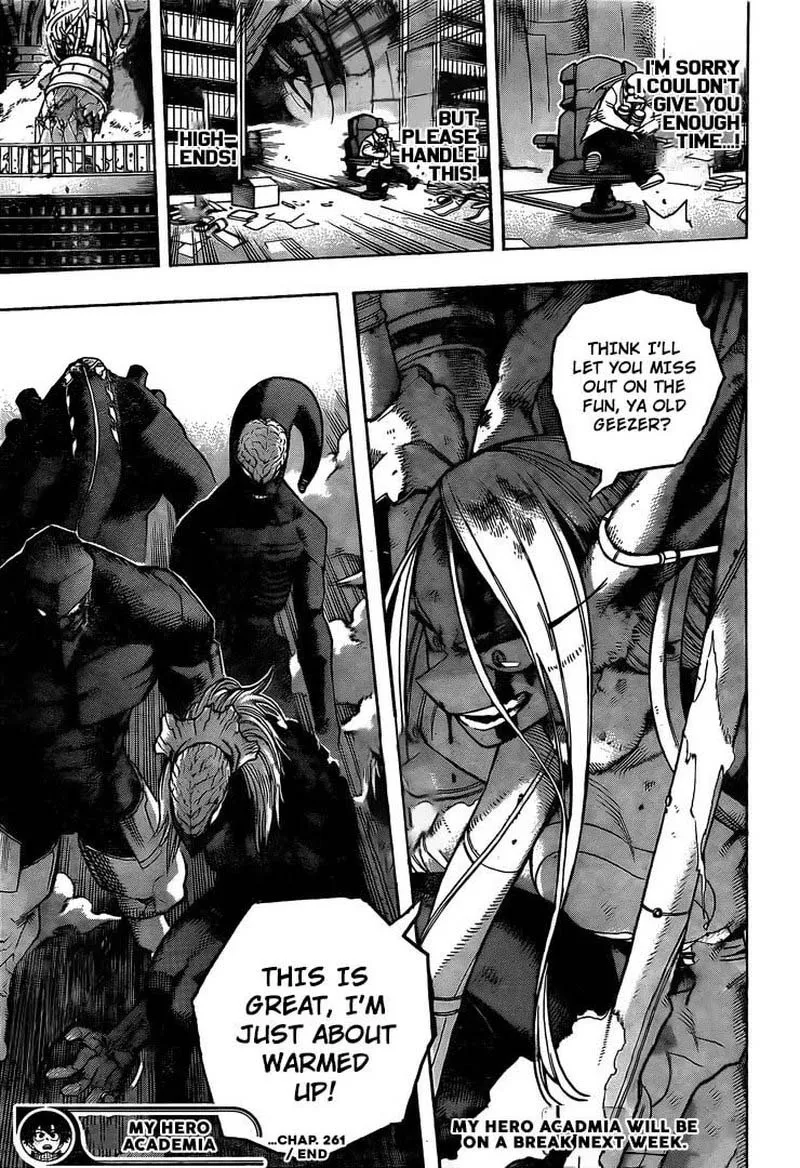 I'M SORRY
I COULDN'T
GIVE YOU
ENOUGH
TIME...!
BUT
PLEASE
HANDLE
THIS!
HIGH-
ENDS!
THINK I'LL
LET YOU MISS
OUT ON THE
FUN, YA OLD
GEEZER?
THIS IS
GREAT, I'M
JUST ABOUT
WARMED
UP!
MY HERO
ACADEMIA
...CHAP. 261
/ END
MY HERO ACADMIA WILL BE
ON A BREAK NEXT WEEK.